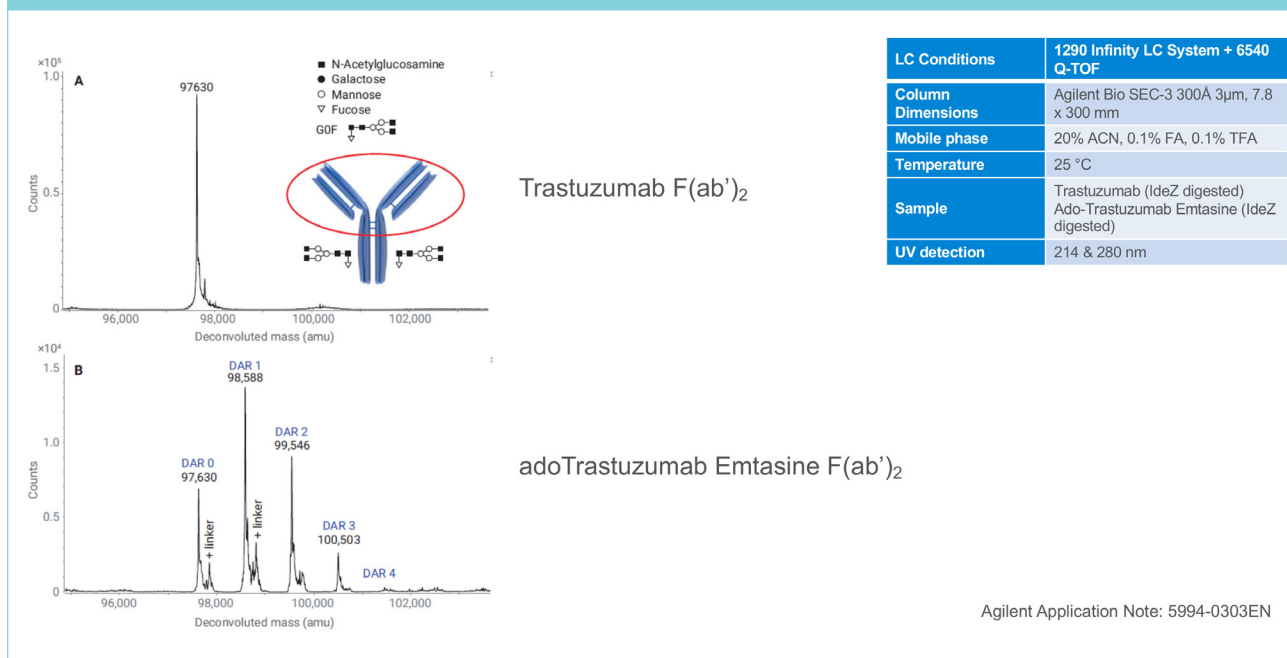 ×10⁵
A
1.0
0.5
0
Counts
97630
■ N-Acetylglucosamine
● Galactose
○ Mannose
▽ Fucose
G0F
96,000 98,000 100,000 102,000
Deconvoluted mass (amu)
Trastuzumab F(ab’)₂
×10⁴
B
1.5
1.0
0.5
0
Counts
DAR 0
97,630
+ linker
DAR 1
98,588
+ linker
DAR 2
99,546
DAR 3
100,503
DAR 4
96,000 98,000 100,000 102,000
Deconvoluted mass (amu)
adoTrastuzumab Emtasine F(ab’)₂
LC Conditions
1290 Infinity LC System + 6540
Q-TOF
Column
Dimensions
Agilent Bio SEC-3 300Å 3µm, 7.8
x 300 mm
Mobile phase
20% ACN, 0.1% FA, 0.1% TFA
Temperature
25 °C
Sample
Trastuzumab (IdeZ digested)
Ado-Trastuzumab Emtasine (IdeZ
digested)
UV detection
214 & 280 nm
Agilent Application Note: 5994-0303EN